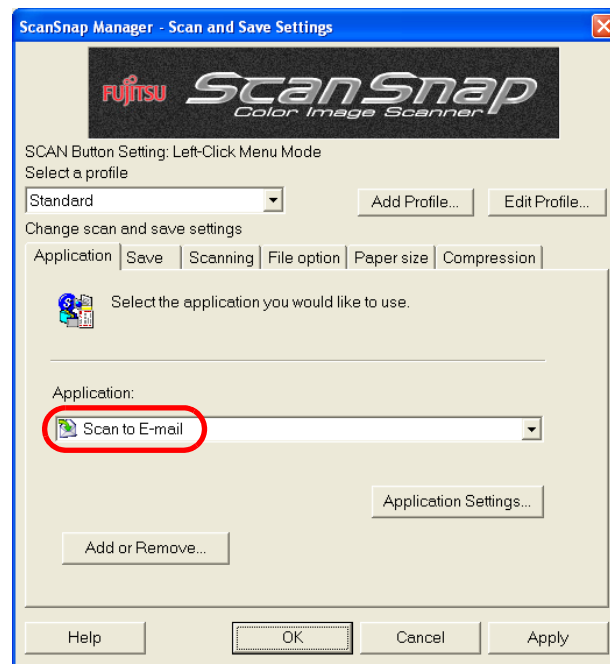 ScanSnap Manager - Scan and Save Settings
FUJITSU ScanSnap
Color Image Scanner
SCAN Button Setting: Left-Click Menu Mode
Select a profile
Standard
Add Profile...
Edit Profile...
Change scan and save settings
Application
Save
Scanning
File option
Paper size
Compression
Select the application you would like to use.
Application:
Scan to E-mail
Application Settings...
Add or Remove...
Help
OK
Cancel
Apply